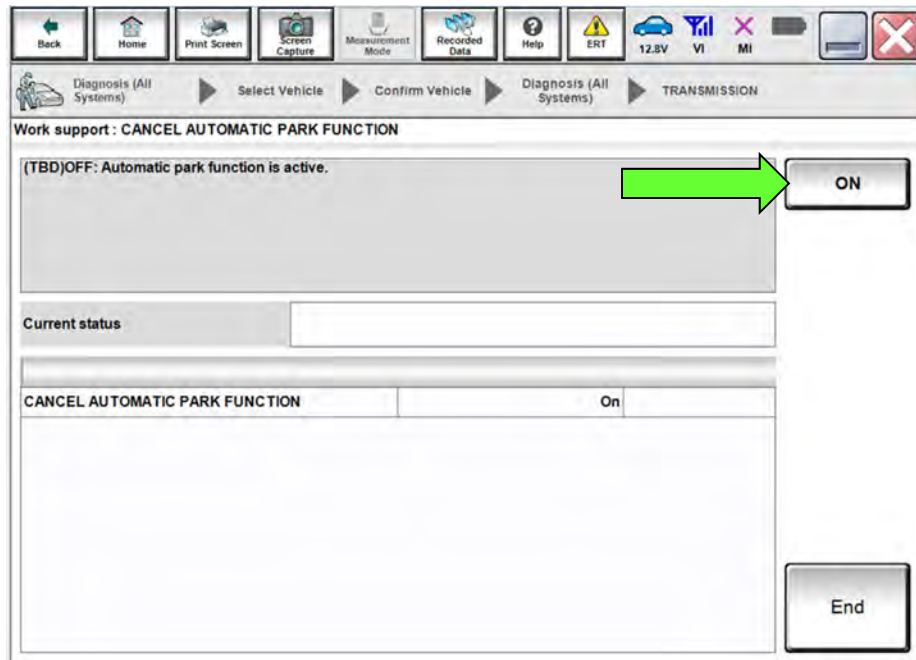 Back
Home
Print Screen
Screen
Capture
Measurement
Mode
Recorded
Data
Help
ERT
12.8V
VI
MI
Diagnosis (All
Systems)
Select Vehicle
Confirm Vehicle
Diagnosis (All
Systems)
TRANSMISSION
Work support : CANCEL AUTOMATIC PARK FUNCTION
(TBD)OFF: Automatic park function is active.
ON
Current status
CANCEL AUTOMATIC PARK FUNCTION On
End